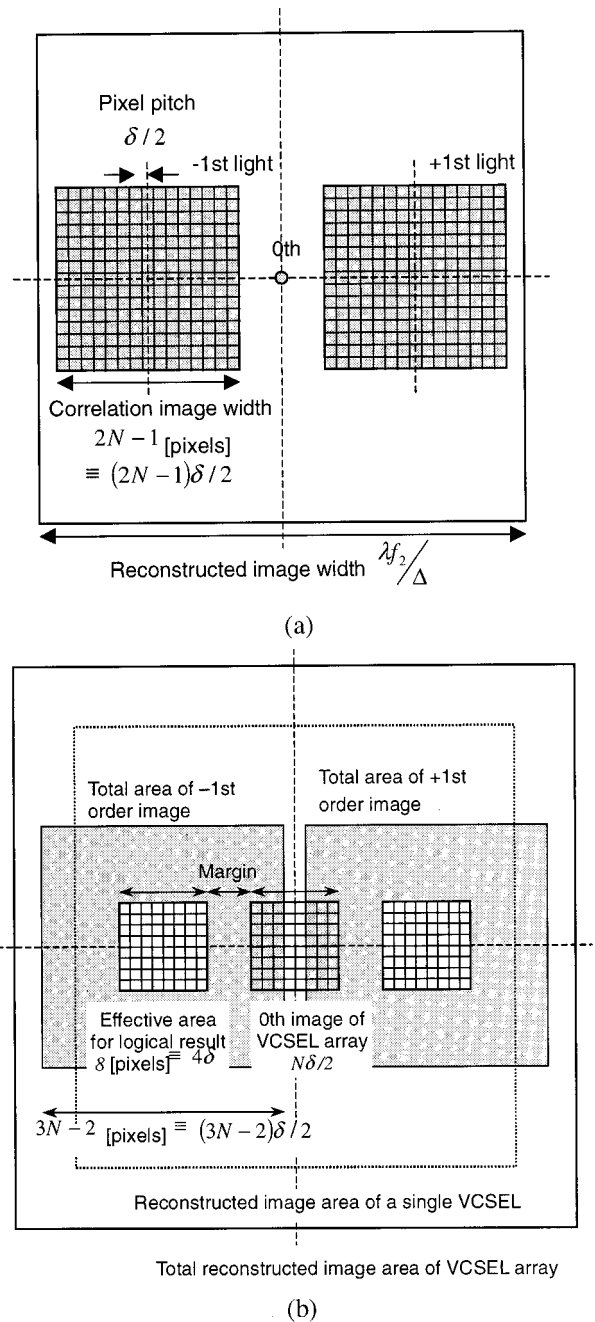 Pixel pitch
δ/2
-1st light
+1st light
0th
Correlation image width
2N−1 [pixels]
≡ (2N−1)δ/2
Reconstructed image width λf₂/Δ
(a)
Total area of –1st
order image
Total area of +1st
order image
Margin
Effective area
for logical result
8 [pixels] ≡ 4δ
0th image of
VCSEL array
Nδ/2
3N−2 [pixels] ≡ (3N−2)δ/2
Reconstructed image area of a single VCSEL
Total reconstructed image area of VCSEL array
(b)